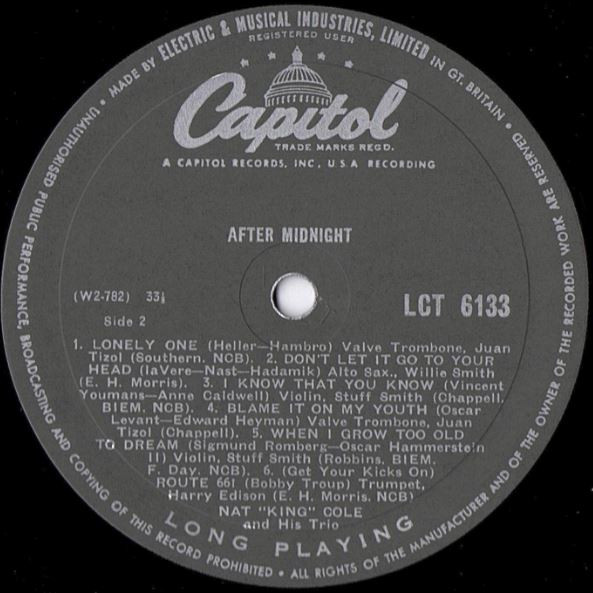 UNAUTHORISED PUBLIC PERFORMANCE, BROADCASTING AND COPYING OF THIS RECORD PROHIBITED • ALL RIGHTS OF THE MANUFACTURER AND OF THE OWNER OF THE RECORDED WORK ARE RESERVED • MADE BY ELECTRIC & MUSICAL INDUSTRIES, LIMITED IN GT. BRITAIN •
REGISTERED USER
Capitol
TRADE MARKS REGD.
A CAPITOL RECORDS, INC., U.S.A. RECORDING
AFTER MIDNIGHT
(W2-782) 33⅓
LCT 6133
Side 2
1. LONELY ONE (Heller—Hambro) Valve Trombone, Juan
Tizol (Southern. NCB). 2. DON'T LET IT GO TO YOUR
HEAD (laVere—Nast—Hadamik) Alto Sax., Willie Smith
(E. H. Morris). 3. I KNOW THAT YOU KNOW (Vincent
Youmans—Anne Caldwell) Violin, Stuff Smith (Chappell.
BIEM. NCB). 4. BLAME IT ON MY YOUTH (Oscar
Levant—Edward Heyman) Valve Trombone, Juan
Tizol (Chappell). 5. WHEN I GROW TOO OLD
TO DREAM (Sigmund Romberg—Oscar Hammerstein
II) Violin, Stuff Smith (Robbins. BIEM.
F. Day. NCB). 6. (Get Your Kicks On)
ROUTE 66! (Bobby Troup) Trumpet,
Harry Edison (E. H. Morris. NCB)
NAT "KING" COLE
and His Trio
LONG PLAYING